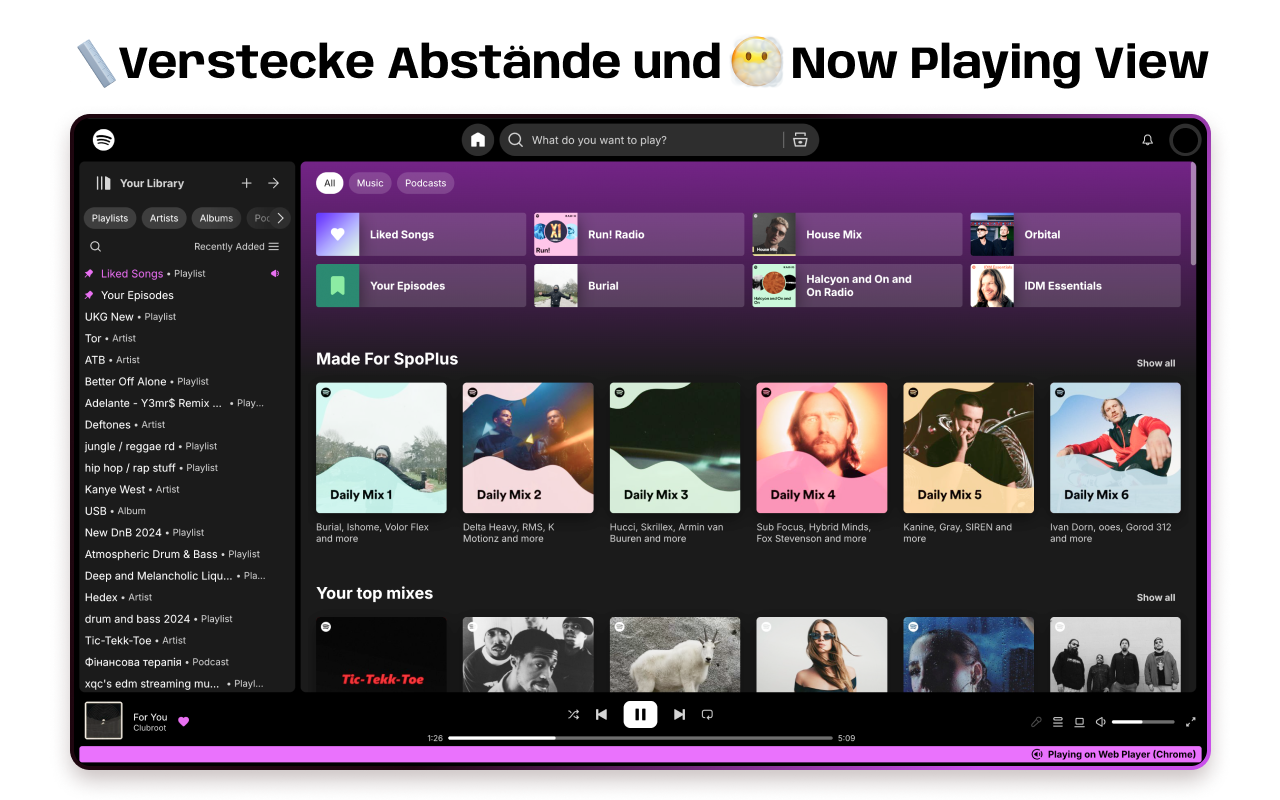 Verstecke Abstände und Now Playing View
What do you want to play?
Your Library
Playlists
Artists
Albums
Recently Added
Liked Songs • Playlist
Your Episodes
UKG New • Playlist
Tor • Artist
ATB • Artist
Better Off Alone • Playlist
Adelante - Y3mr$ Remix ... • Play...
Deftones • Artist
jungle / reggae rd • Playlist
hip hop / rap stuff • Playlist
Kanye West • Artist
USB • Album
New DnB 2024 • Playlist
Atmospheric Drum & Bass • Playlist
Deep and Melancholic Liqu... • Pla...
Hedex • Artist
drum and bass 2024 • Playlist
Tic-Tekk-Toe • Artist
Фінансова терапія • Podcast
xqc's edm streaming mu... • Playl...
All
Music
Podcasts
Liked Songs
Run!
Run! Radio
House Mix
House Mix
Orbital
Your Episodes
Burial
Halcyon and On and On
Halcyon and On and
On Radio
IDM Essentials
Made For SpoPlus
Show all
Daily Mix 1
Daily Mix 2
Daily Mix 3
Daily Mix 4
Daily Mix 5
Daily Mix 6
Burial, Ishome, Volor Flex
and more
Delta Heavy, RMS, K
Motionz and more
Hucci, Skrillex, Armin van
Buuren and more
Sub Focus, Hybrid Minds,
Fox Stevenson and more
Kanine, Gray, SIREN and
more
Ivan Dorn, ooes, Gorod 312
and more
Your top mixes
Show all
Tic-Tekk-Toe
For You
Clubroot
1:26
5:09
Playing on Web Player (Chrome)